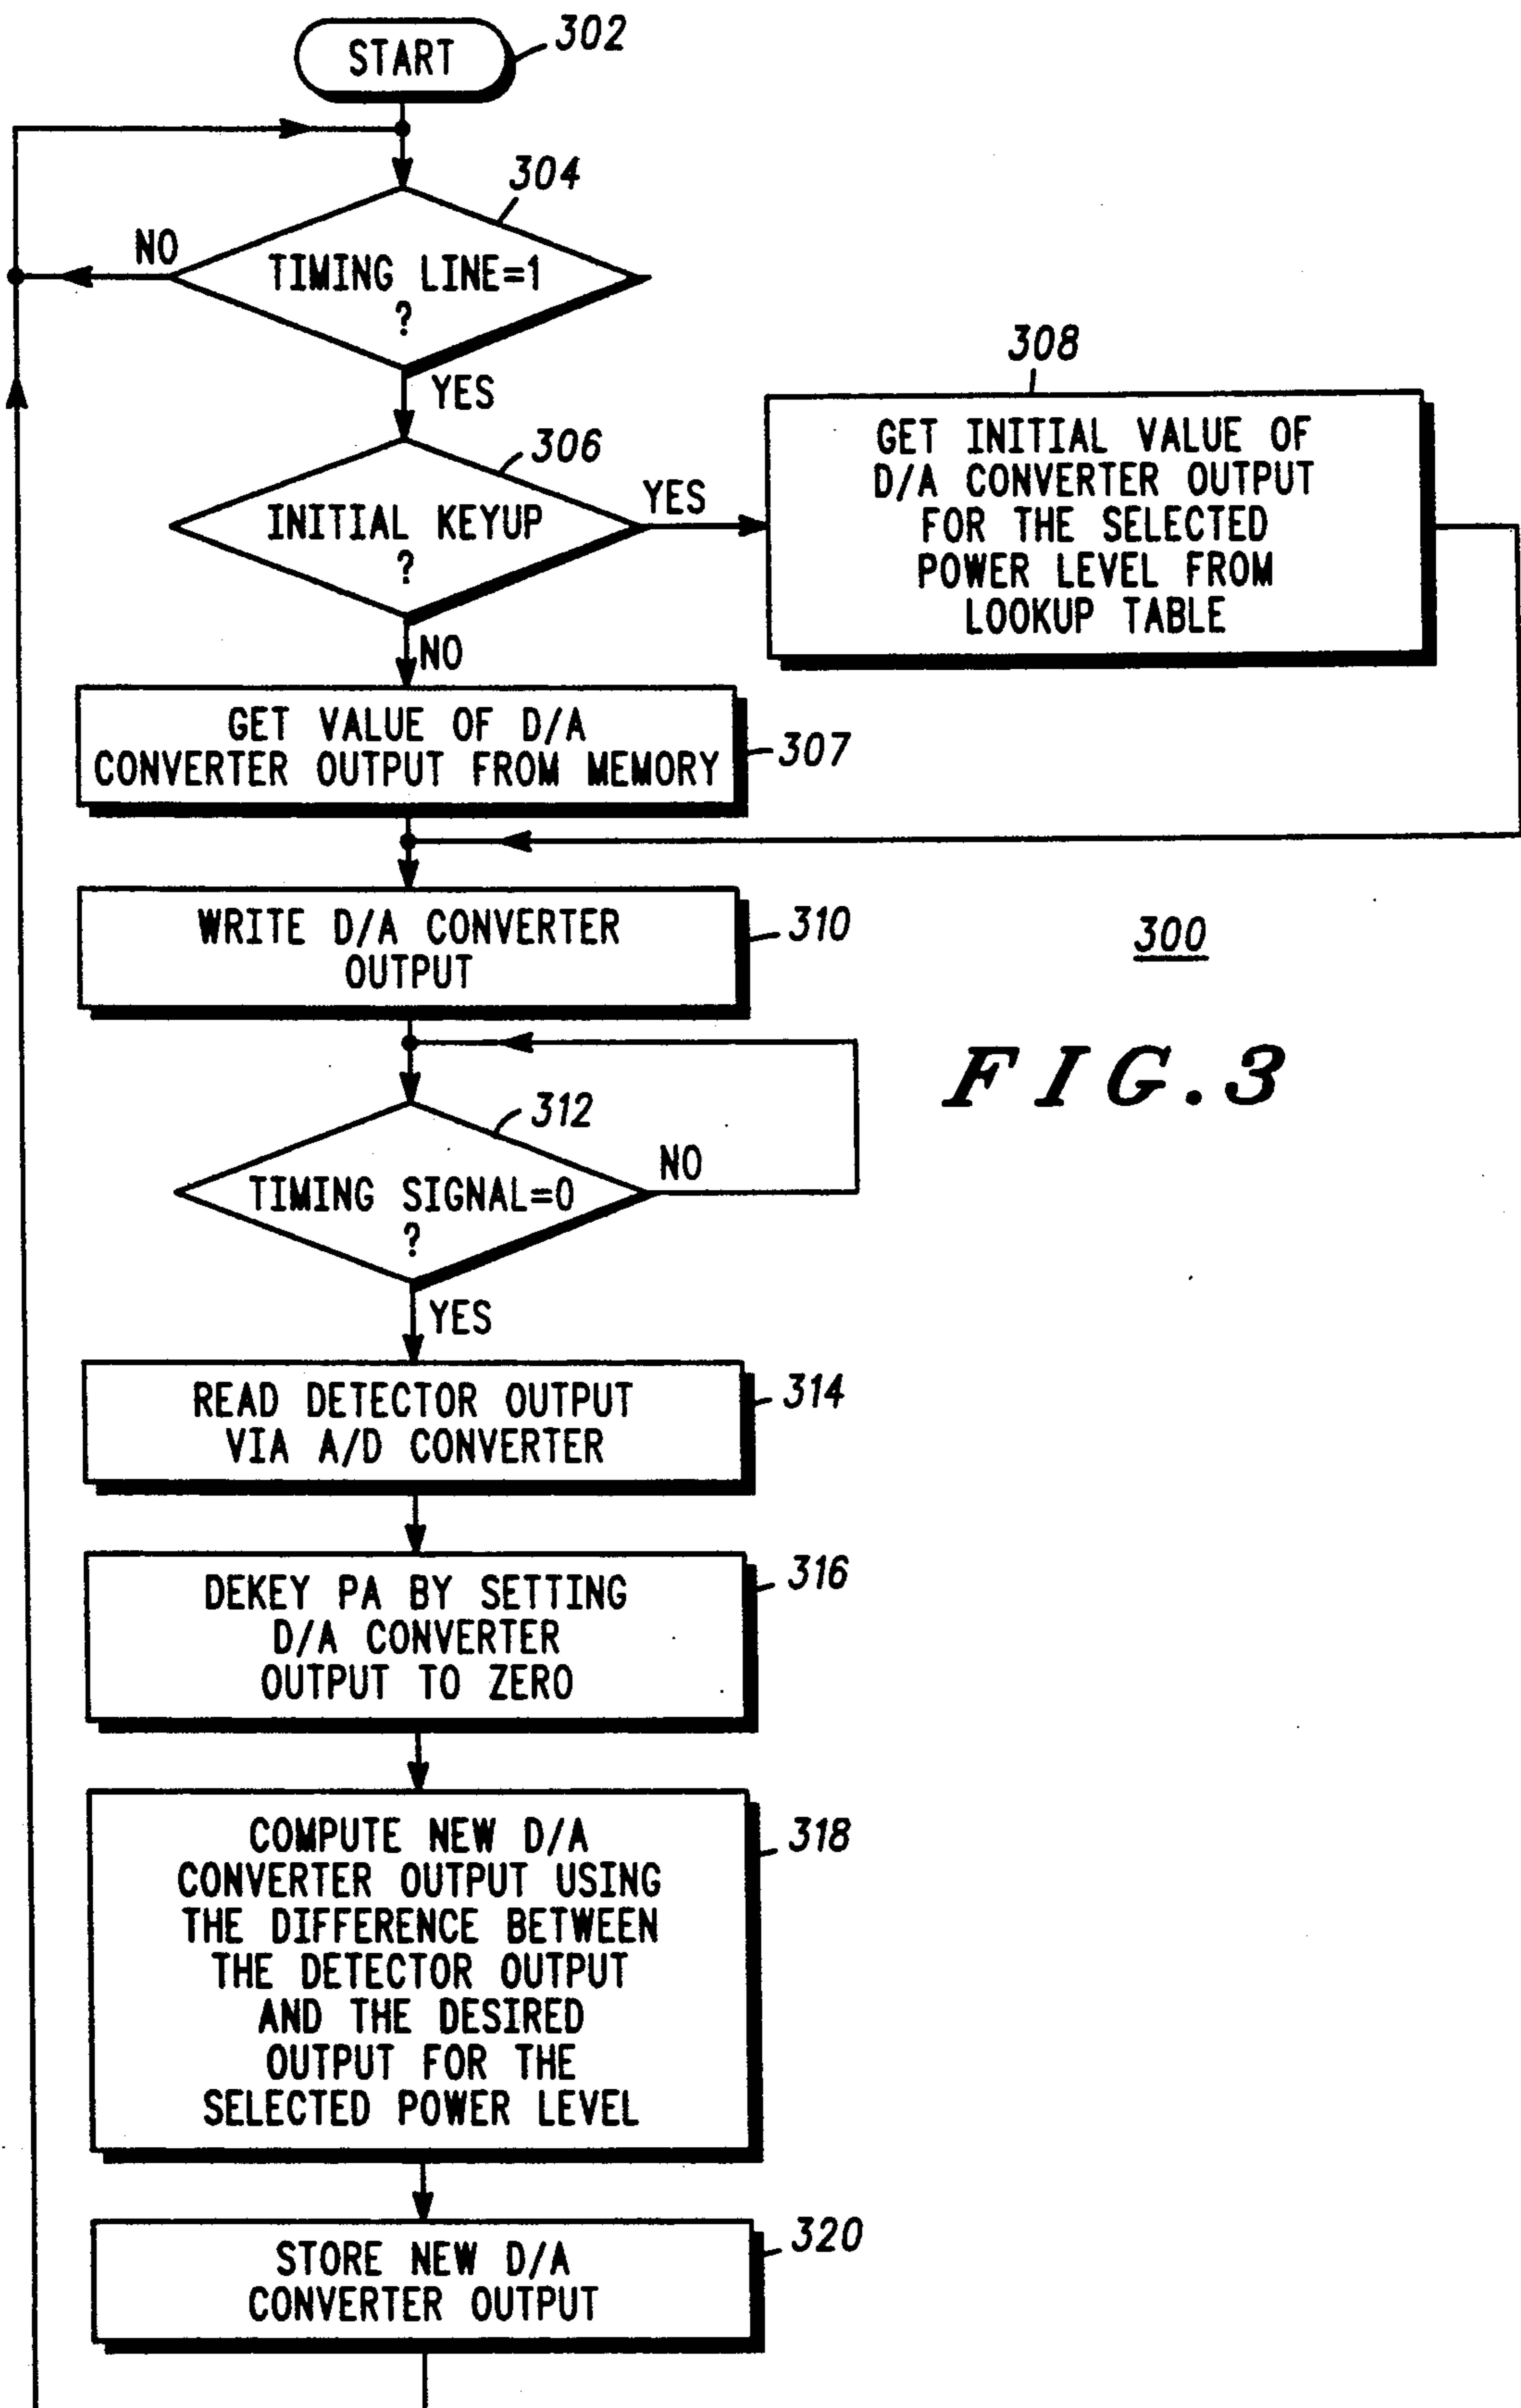 START
302
304
NO
TIMING LINE=1
?
YES
306
INITIAL KEYUP
?
YES
NO
308
GET INITIAL VALUE OF
D/A CONVERTER OUTPUT
FOR THE SELECTED
POWER LEVEL FROM
LOOKUP TABLE
GET VALUE OF D/A
CONVERTER OUTPUT FROM MEMORY
307
WRITE D/A CONVERTER
OUTPUT
310
300
FIG.3
312
TIMING SIGNAL=0
?
NO
YES
READ DETECTOR OUTPUT
VIA A/D CONVERTER
314
DEKEY PA BY SETTING
D/A CONVERTER
OUTPUT TO ZERO
316
COMPUTE NEW D/A
CONVERTER OUTPUT USING
THE DIFFERENCE BETWEEN
THE DETECTOR OUTPUT
AND THE DESIRED
OUTPUT FOR THE
SELECTED POWER LEVEL
318
STORE NEW D/A
CONVERTER OUTPUT
320